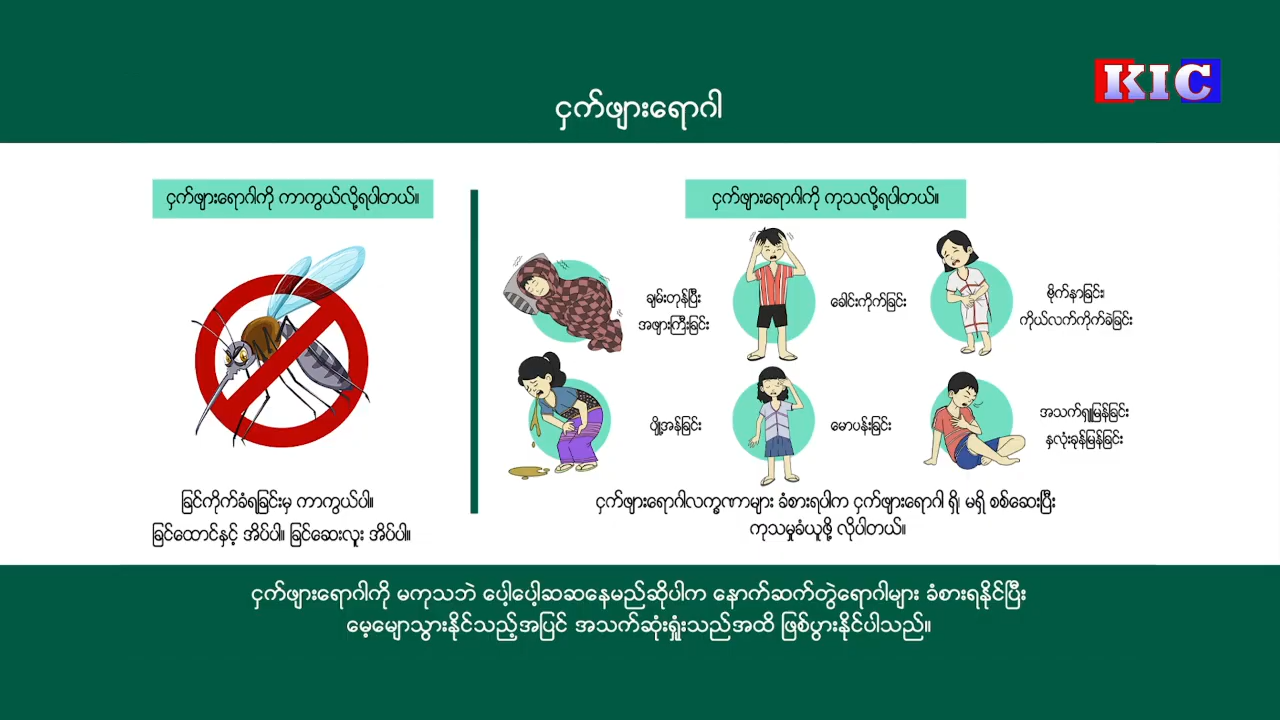 KIC
ငှက်ဖျားရောဂါ
ငှက်ဖျားရောဂါကို ကာကွယ်လို့ရပါတယ်။
ခြင်ကိုက်ခံရခြင်းမှ ကာကွယ်ပါ။
ခြင်ထောင်နှင့် အိပ်ပါ။ ခြင်ဆေးလူး အိပ်ပါ။
ငှက်ဖျားရောဂါကို ကုသလို့ရပါတယ်။
ချမ်းတုန်ပြီး
အဖျားကြီးခြင်း
ခေါင်းကိုက်ခြင်း
ဗိုက်နာခြင်း၊
ကိုယ်လက်ကိုက်ခဲခြင်း
ပျို့အန်ခြင်း
မောပန်းခြင်း
အသက်ရှူမြန်ခြင်း
နှလုံးခုန်မြန်ခြင်း
ငှက်ဖျားရောဂါလက္ခဏာများ ခံစားရပါက ငှက်ဖျားရောဂါ ရှိ၊ မရှိ စစ်ဆေးပြီး
ကုသမှုခံယူဖို့ လိုပါတယ်။
ငှက်ဖျားရောဂါကို မကုသဘဲ ပေါ့ပေါ့ဆဆနေမည်ဆိုပါက နောက်ဆက်တွဲရောဂါများ ခံစားရနိုင်ပြီး
မေ့မျောသွားနိုင်သည့်အပြင် အသက်ဆုံးရှုံးသည်အထိ ဖြစ်ပွားနိုင်ပါသည်။